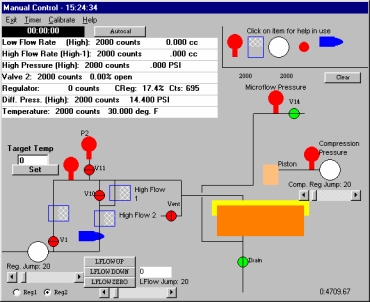 Manual Control - 15:24:34
Exit Timer Calibrate Help
00:00:00 Autocal
Click on item for help in use
Low Flow Rate (High): 2000 counts 0.000 cc
High Flow Rate (High-1): 2000 counts .000 cc
High Pressure (High): 2000 counts .000 PSI
Valve 2: 2000 counts 0.00% open
Regulator: 0 counts CReg: 17.4% Cts: 695
Diff. Press. (High): 2000 counts 14.400 PSI
Temperature: 2000 counts 30.000 deg. F
2000 2000 Clear
Microflow Pressure
V14
P2
Target Temp
0
Set
V11
V10
High Flow 1
High Flow 2
Vent
V1
Compression Pressure
Piston
Comp. Reg Jump: 20
Drain
Reg. Jump: 20
Reg1 Reg2
LFLOW UP
LFLOW DOWN
LFLOW ZERO
0
LFlow Jump: 20
0:4709.67